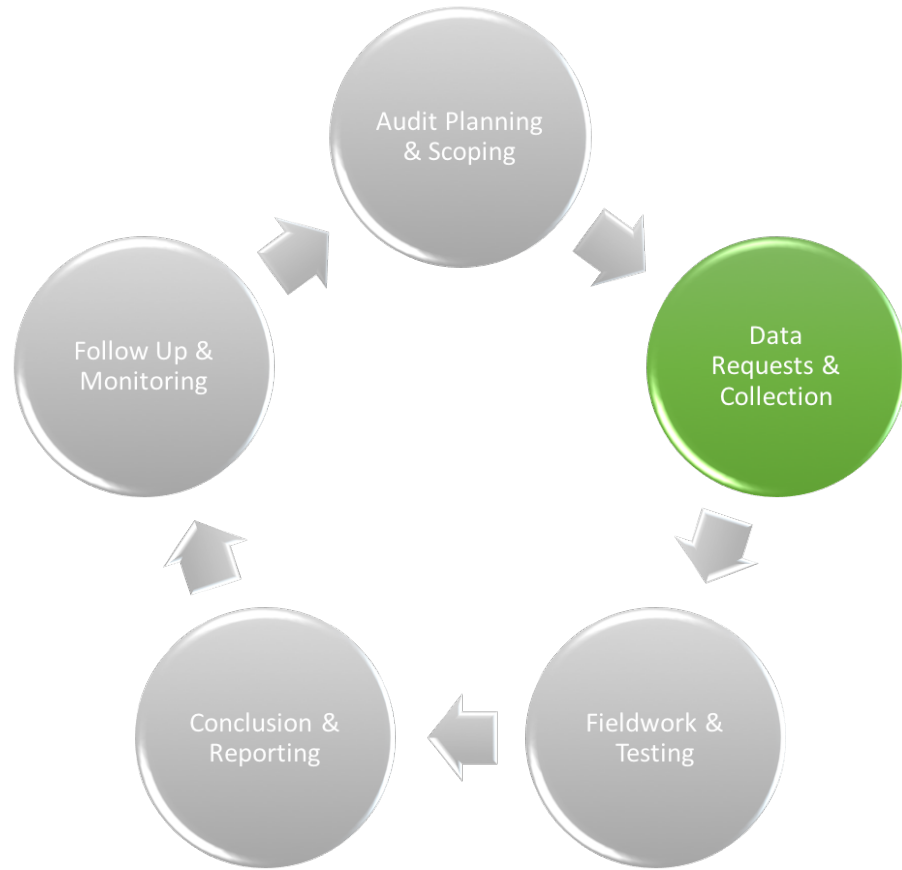 Audit Planning
& Scoping
Data
Requests &
Collection
Fieldwork &
Testing
Conclusion &
Reporting
Follow Up &
Monitoring